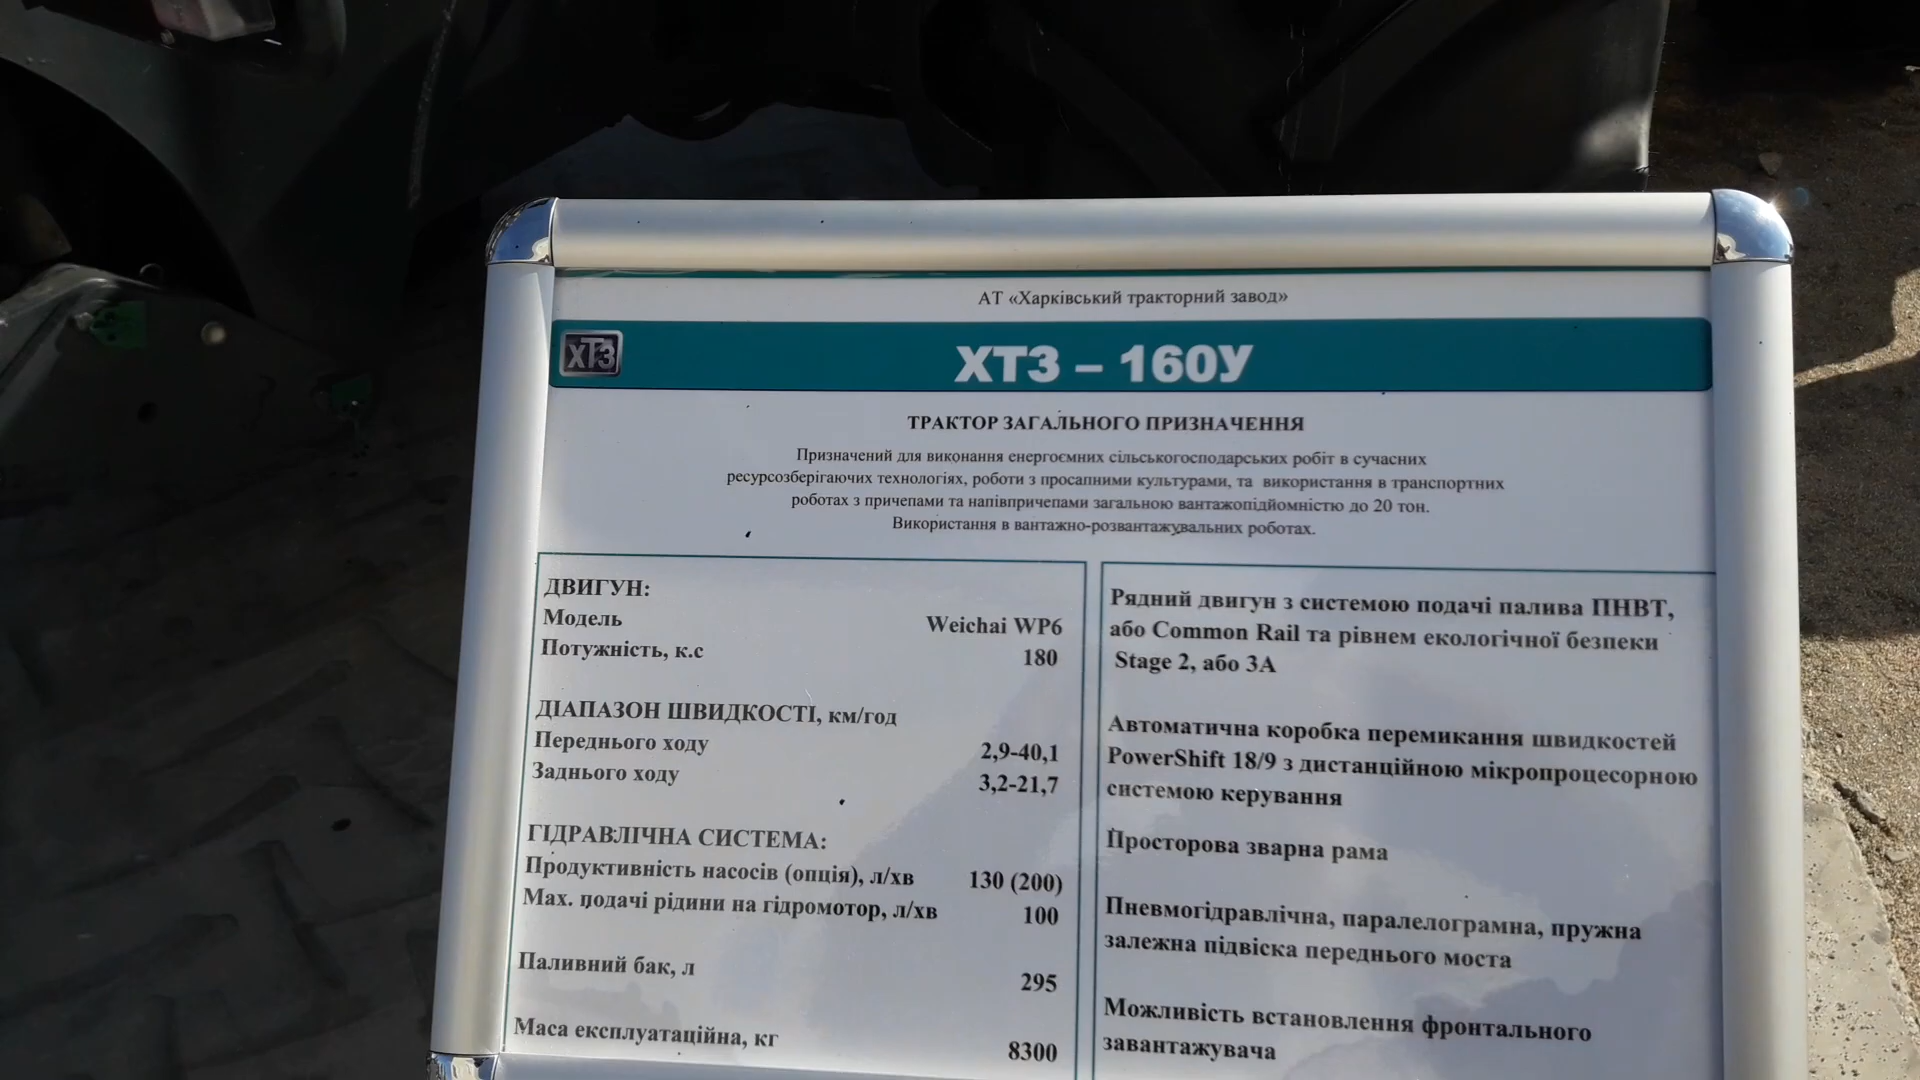 АТ «Харківський тракторний завод»
ХТЗ
ХТЗ – 160У
ТРАКТОР ЗАГАЛЬНОГО ПРИЗНАЧЕННЯ
Призначений для виконання енергоємних сільськогосподарських робіт в сучасних
ресурсозберігаючих технологіях, роботи з просапними культурами, та використання в транспортних
роботах з причепами та напівпричепами загальною вантажопідйомністю до 20 тон.
Використання в вантажно-розвантажувальних роботах.
ДВИГУН:
Модель Weichai WP6
Потужність, к.с 180
ДІАПАЗОН ШВИДКОСТІ, км/год
Переднього ходу 2,9-40,1
Заднього ходу 3,2-21,7
ГІДРАВЛІЧНА СИСТЕМА:
Продуктивність насосів (опція), л/хв 130 (200)
Мах. подачі рідини на гідромотор, л/хв 100
Паливний бак, л 295
Маса експлуатаційна, кг 8300
Рядний двигун з системою подачі палива ПНВТ,
або Common Rail та рівнем екологічної безпеки
Stage 2, або 3А
Автоматична коробка перемикання швидкостей
PowerShift 18/9 з дистанційною мікропроцесорною
системою керування
Просторова зварна рама
Пневмогідравлічна, паралелограмна, пружна
залежна підвіска переднього моста
Можливість встановлення фронтального
завантажувача